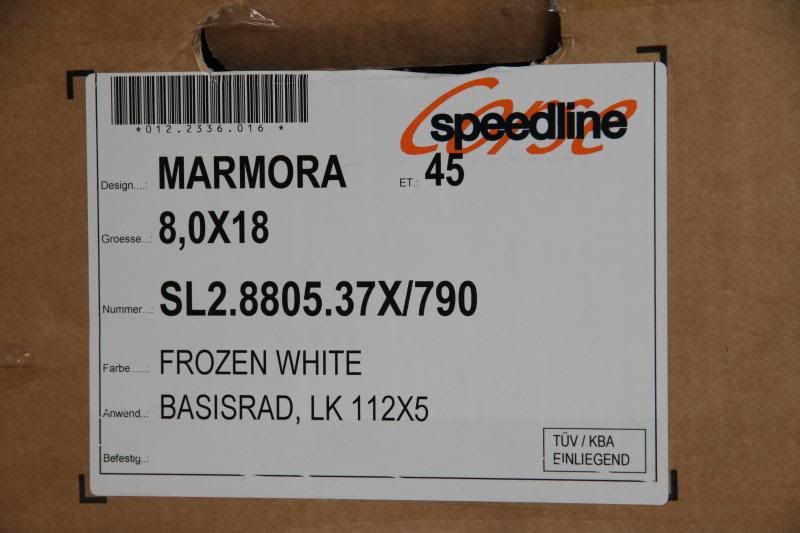 *012.2336.016 *
Corse
speedline
Design....: MARMORA ET.: 45
Groesse...: 8,0X18
Nummer...: SL2.8805.37X/790
Farbe......: FROZEN WHITE
Anwend..: BASISRAD, LK 112X5
Befestig..:
TÜV / KBA
EINLIEGEND